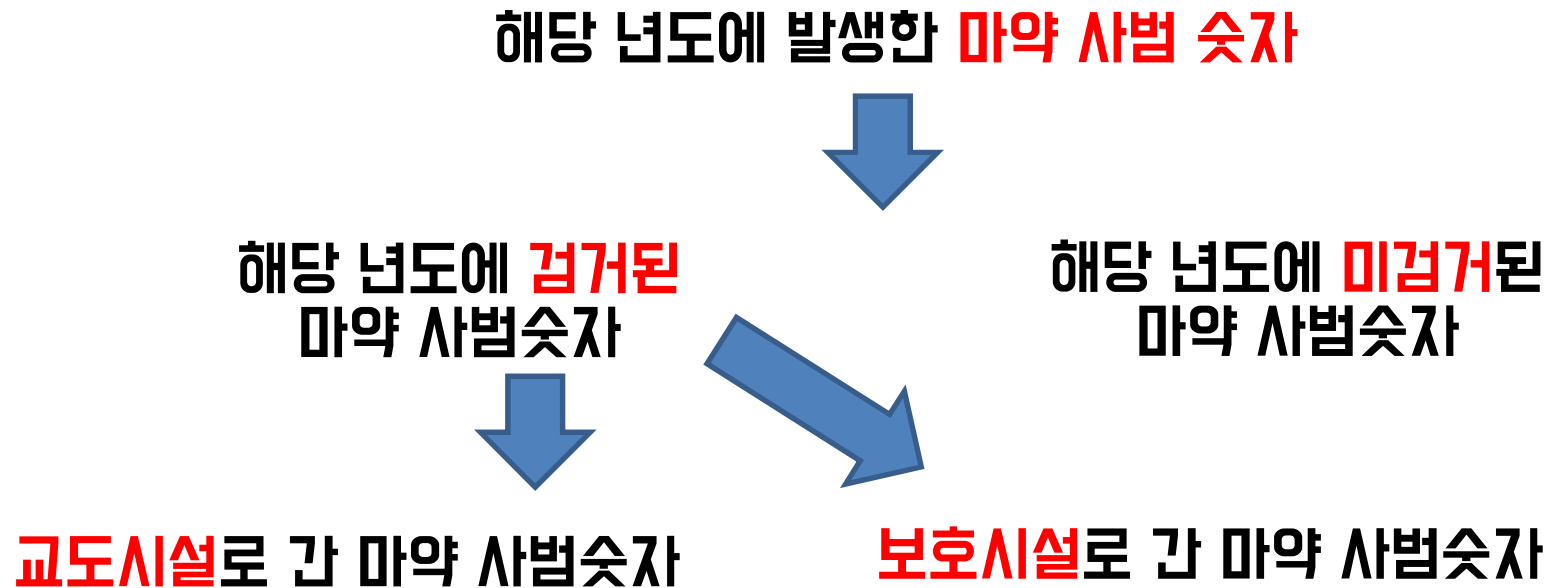 해당 년도에 발생한 마약 사범 숫자
해당 년도에 검거된
마약 사범숫자
해당 년도에 미검거된
마약 사범숫자
교도시설로 간 마약 사범숫자
보호시설로 간 마약 사범숫자